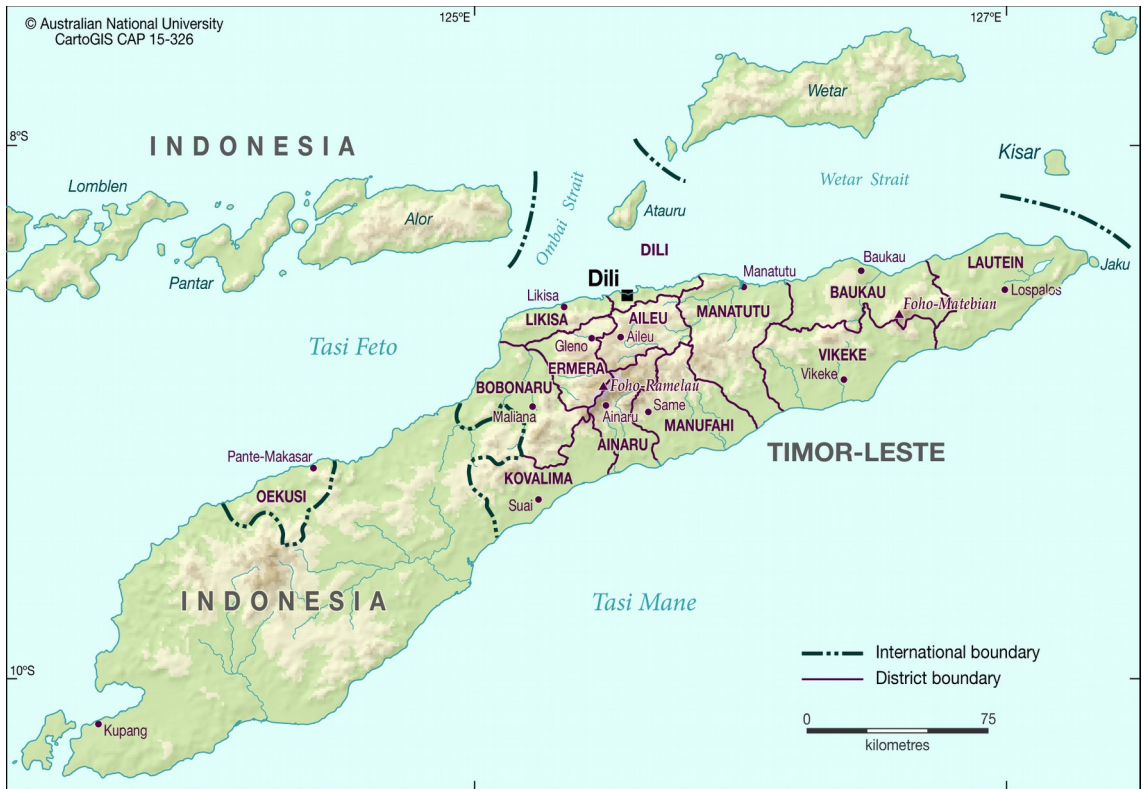 © Australian National University
CartoGIS CAP 15-326
125°E
127°E
8°S
INDONESIA
Wetar
Kisar
Lomblen
Ombai Strait
Wetar Strait
Alor
Atauru
Pantar
DILI
Dili
Manatutu
Baukau
LAUTEIN
Jaku
Likisa
LIKISA
AILEU
MANATUTU
BAUKAU
Lospalos
Foho-Matebian
Gleno
Aileu
Tasi Feto
ERMERA
VIKEKE
Vikeke
BOBONARU
Foho-Ramelau
Maliana
Ainaru
Same
AINARU
MANUFAHI
TIMOR-LESTE
Pante-Makasar
OEKUSI
KOVALIMA
Suai
INDONESIA
Tasi Mane
10°S
Kupang
International boundary
District boundary
0
75
kilometres